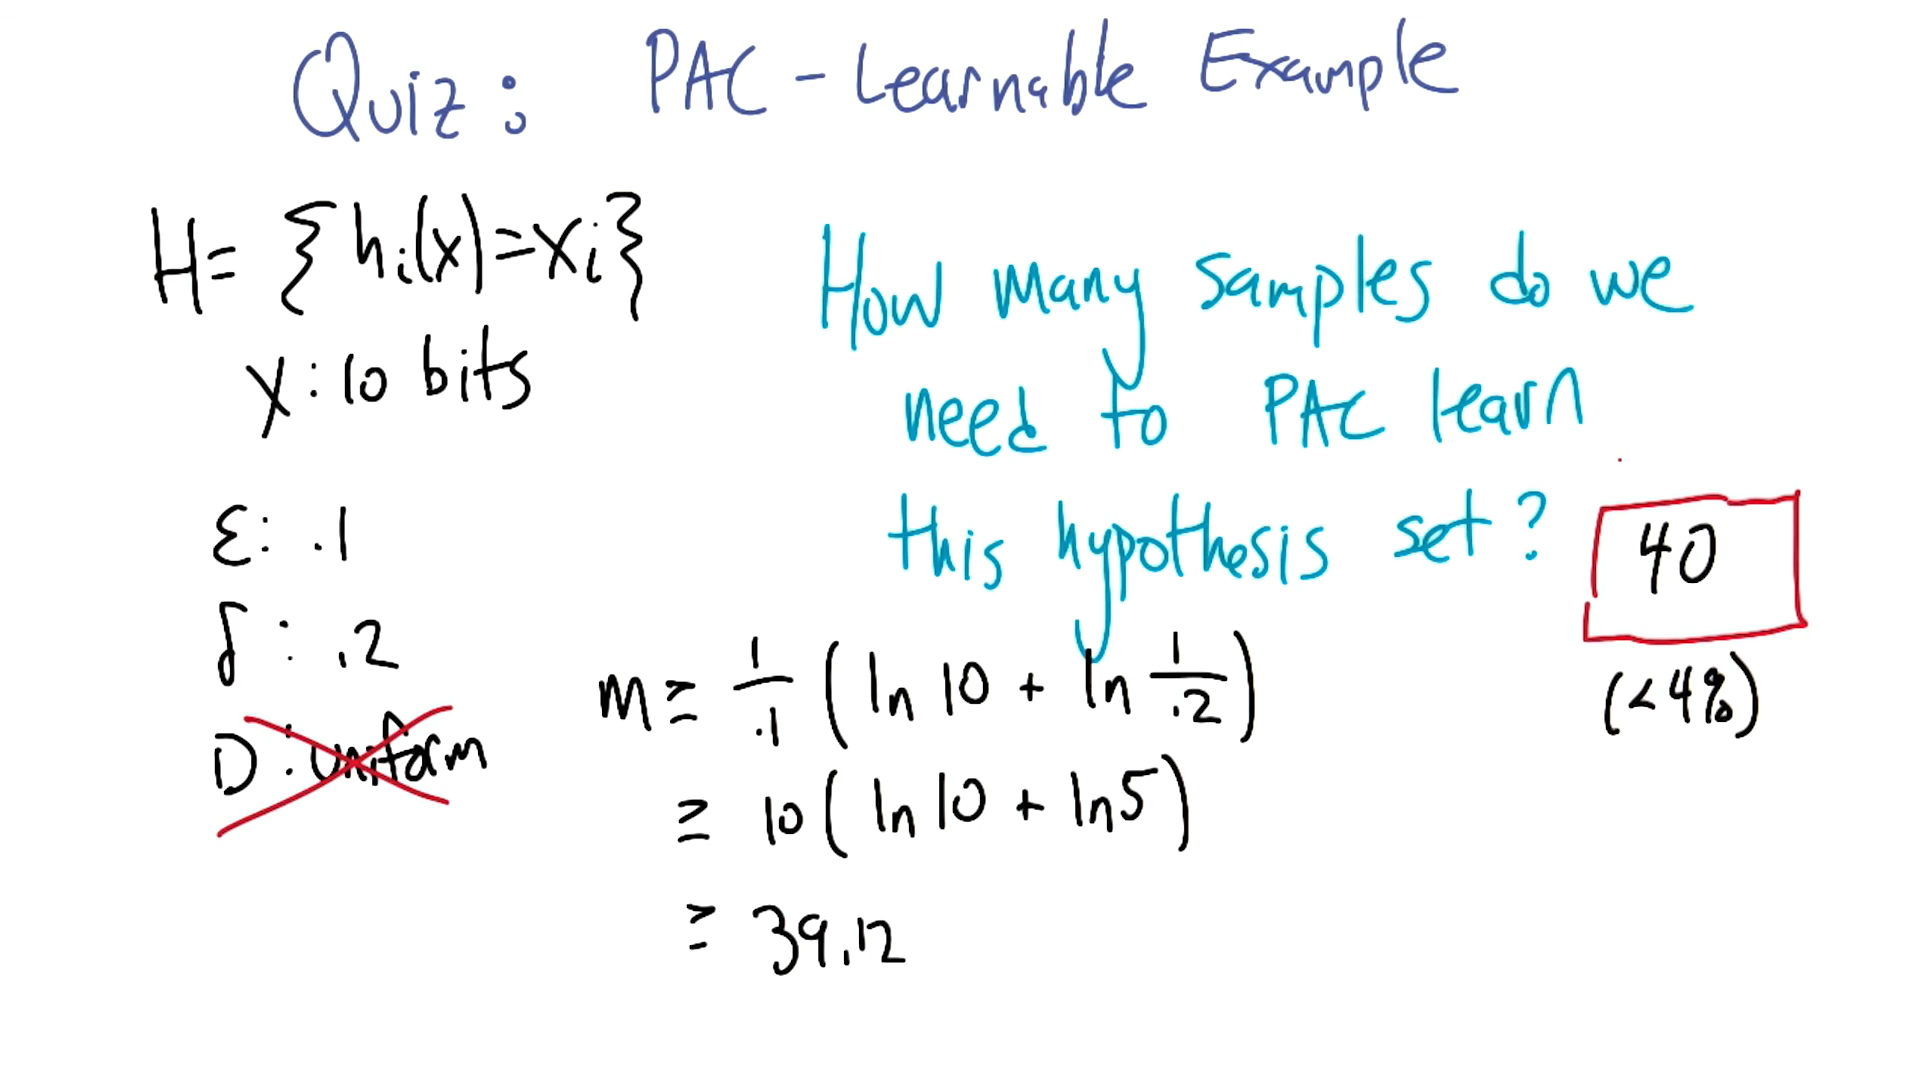 Quiz: PAC-Learnable Example
H= {hᵢ(x)=xᵢ}
X: 10 bits
ε: .1
δ: .2
D: uniform
How many samples do we
need to PAC learn
this hypothesis set?
40
(<4%)
m ≥ 1/.1 (ln 10 + ln 1/.2)
≥ 10 (ln 10 + ln 5)
≥ 39.12